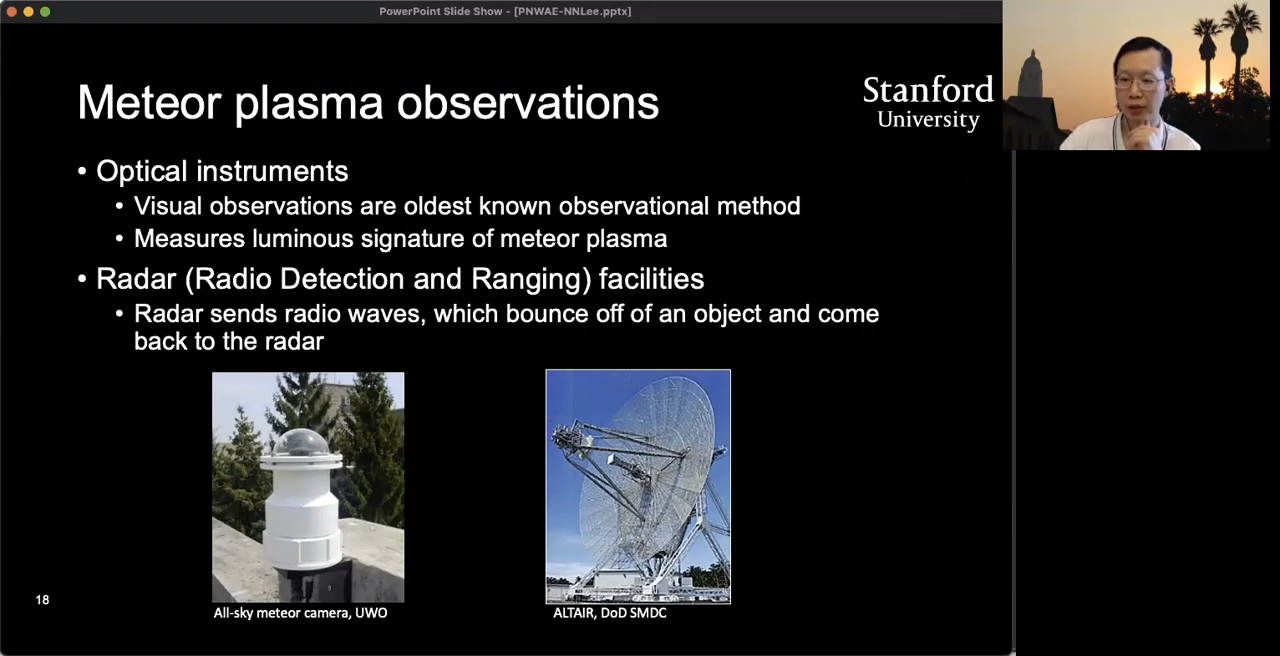 PowerPoint Slide Show - [PNWAE-NNLee.pptx]
Meteor plasma observations
Stanford
University
• Optical instruments
• Visual observations are oldest known observational method
• Measures luminous signature of meteor plasma
• Radar (Radio Detection and Ranging) facilities
• Radar sends radio waves, which bounce off of an object and come
back to the radar
All-sky meteor camera, UWO
ALTAIR, DoD SMDC
18